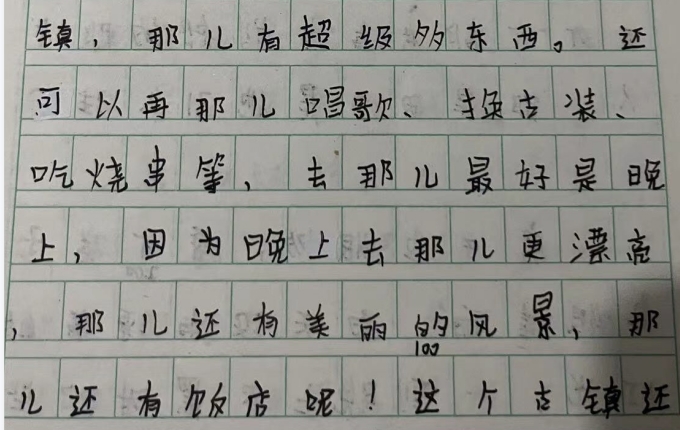 镇，那儿有超级多东西。还
可以再那儿唱歌、换古装、
吃烧串等，去那儿最好是晚
上，因为晚上去那儿更漂亮
，那儿还有美丽的风景，那
100
儿还有饭店呢！这个古镇还